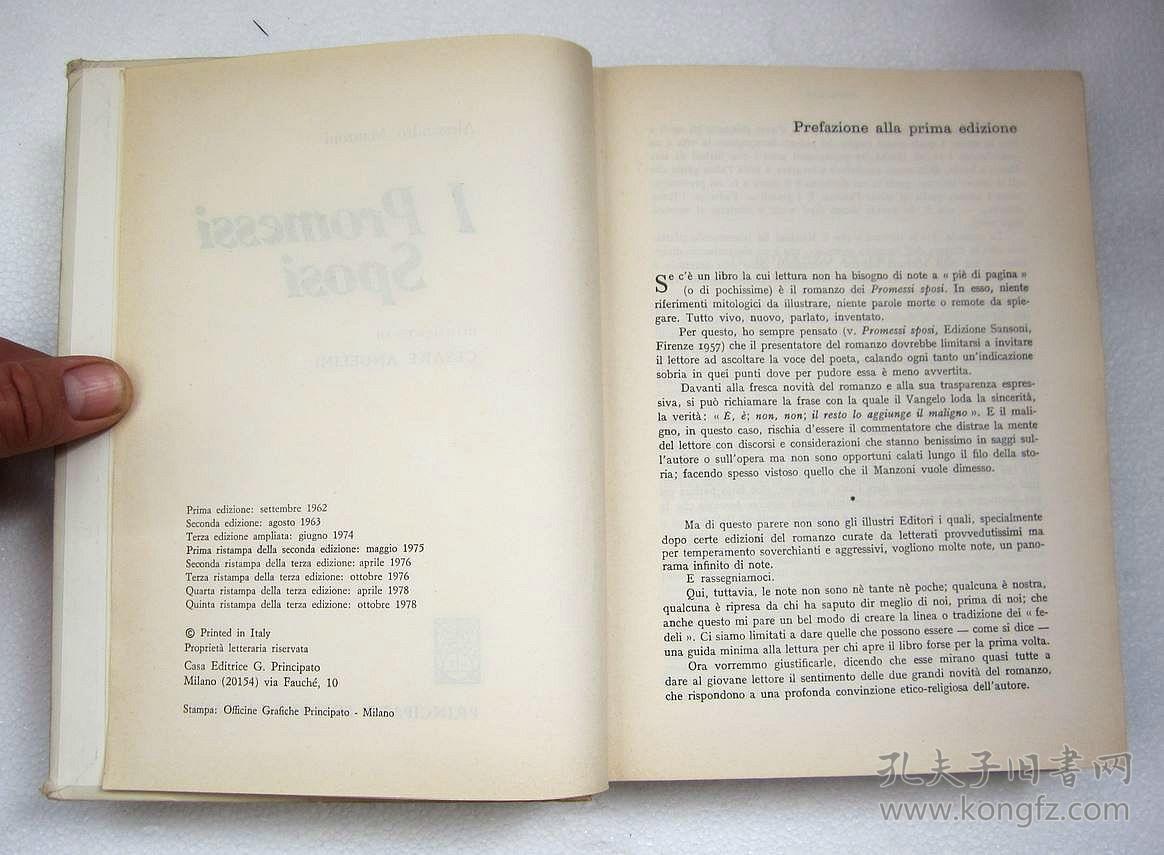 Prima edizione: settembre 1962
Seconda edizione: agosto 1963
Terza edizione ampliata: giugno 1974
Prima ristampa della seconda edizione: maggio 1975
Seconda ristampa della terza edizione: aprile 1976
Terza ristampa della terza edizione: ottobre 1976
Quarta ristampa della terza edizione: aprile 1978
Quinta ristampa della terza edizione: ottobre 1978
© Printed in Italy
Proprietà letteraria riservata
Casa Editrice G. Principato
Milano (20154) via Fauché, 10
Stampa: Officine Grafiche Principato - Milano
Prefazione alla prima edizione
Se c'è un libro la cui lettura non ha bisogno di note a « piè di pagina »
(o di pochissime) è il romanzo dei Promessi sposi. In esso, niente
riferimenti mitologici da illustrare, niente parole morte o remote da spie-
gare. Tutto vivo, nuovo, parlato, inventato.
Per questo, ho sempre pensato (v. Promessi sposi, Edizione Sansoni,
Firenze 1957) che il presentatore del romanzo dovrebbe limitarsi a invitare
il lettore ad ascoltare la voce del poeta, calando ogni tanto un'indicazione
sobria in quei punti dove per pudore essa è meno avvertita.
Davanti alla fresca novità del romanzo e alla sua trasparenza espres-
siva, si può richiamare la frase con la quale il Vangelo loda la sincerità,
la verità: « E, è; non, non; il resto lo aggiunge il maligno ». E il mali-
gno, in questo caso, rischia d'essere il commentatore che distrae la mente
del lettore con discorsi e considerazioni che stanno benissimo in saggi sul-
l'autore o sull'opera ma non sono opportuni calati lungo il filo della sto-
ria; facendo spesso vistoso quello che il Manzoni vuole dimesso.
*
Ma di questo parere non sono gli illustri Editori i quali, specialmente
dopo certe edizioni del romanzo curate da letterati provvedutissimi ma
per temperamento soverchianti e aggressivi, vogliono molte note, un pano-
rama infinito di note.
E rassegniamoci.
Qui, tuttavia, le note non sono nè tante nè poche; qualcuna è nostra,
qualcuna è ripresa da chi ha saputo dir meglio di noi, prima di noi; che
anche questo mi pare un bel modo di creare la linea o tradizione dei « fe-
deli ». Ci siamo limitati a dare quelle che possono essere — come si dice —
una guida minima alla lettura per chi apre il libro forse per la prima volta.
Ora vorremmo giustificarle, dicendo che esse mirano quasi tutte a
dare al giovane lettore il sentimento delle due grandi novità del romanzo,
che rispondono a una profonda convinzione etico-religiosa dell'autore.
孔夫子旧书网
www.kongfz.com